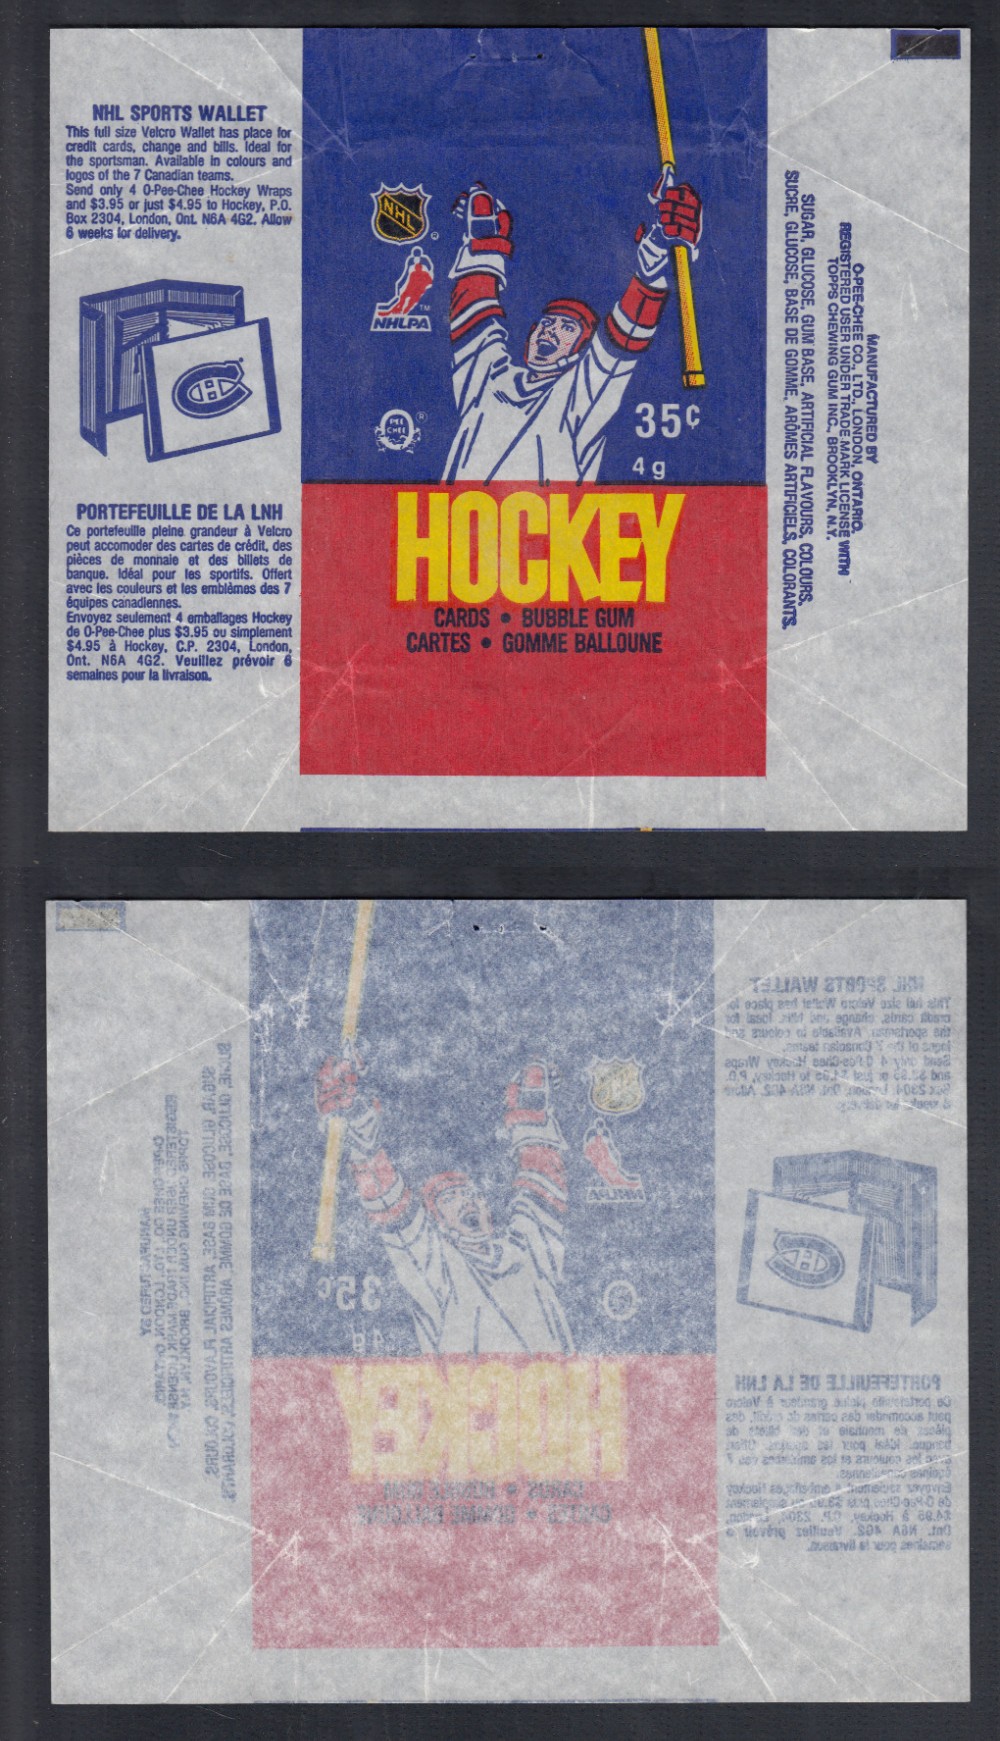 NHL SPORTS WALLET
This full size Velcro Wallet has place for
credit cards, change and bills. Ideal for
the sportsman. Available in colours and
logos of the 7 Canadian teams.
Send only 4 O-Pee-Chee Hockey Wraps
and $3.95 or just $4.95 to Hockey, P.O.
Box 2304, London, Ont. N6A 4G2. Allow
6 weeks for delivery.
PORTEFEUILLE DE LA LNH
Ce portefeuille pleine grandeur à Velcro
peut accomoder des cartes de crédit, des
pièces de monnaie et des billets de
banque. Idéal pour les sportifs. Offert
avec les couleurs et les emblèmes des 7
équipes canadiennes.
Envoyez seulement 4 emballages Hockey
de O-Pee-Chee plus $3.95 ou simplement
$4.95 à Hockey, C.P. 2304, London,
Ont. N6A 4G2. Veuillez prévoir 6
semaines pour la livraison.
NHL
®
NHLPA
TM
O
PEE
CHEE
®
35¢
4 g
HOCKEY
CARDS • BUBBLE GUM
CARTES • GOMME BALLOUNE
MANUFACTURED BY
O-PEE-CHEE CO., LTD., LONDON, ONTARIO,
REGISTERED USER UNDER TRADE MARK LICENSE WITH
TOPPS CHEWING GUM INC., BROOKLYN, N.Y.
SUGAR, GLUCOSE, GUM BASE, ARTIFICIAL FLAVOURS, COLOURS.
SUCRE, GLUCOSE, BASE DE GOMME, ARÔMES ARTIFICIELS, COLORANTS.